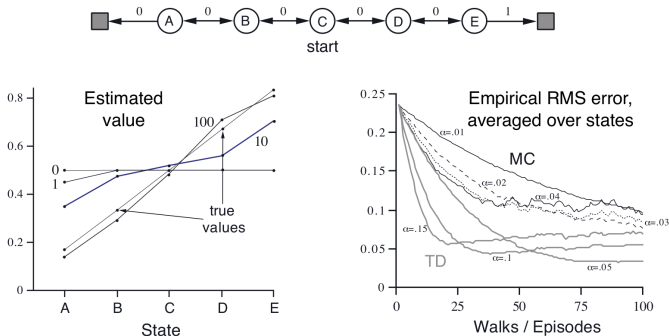 0 0 0 0 0 1
A B C D E
start
Estimated
value
0.8
0.6
0.4
0.2
0
0
1
100
10
true
values
A B C D E
State
Empirical RMS error,
averaged over states
0.25
0.2
0.15
0.1
0.05
0
α=.01
MC
α=.02
α=.04
α=.03
α=.15
TD
α=.1
α=.05
0 25 50 75 100
Walks / Episodes